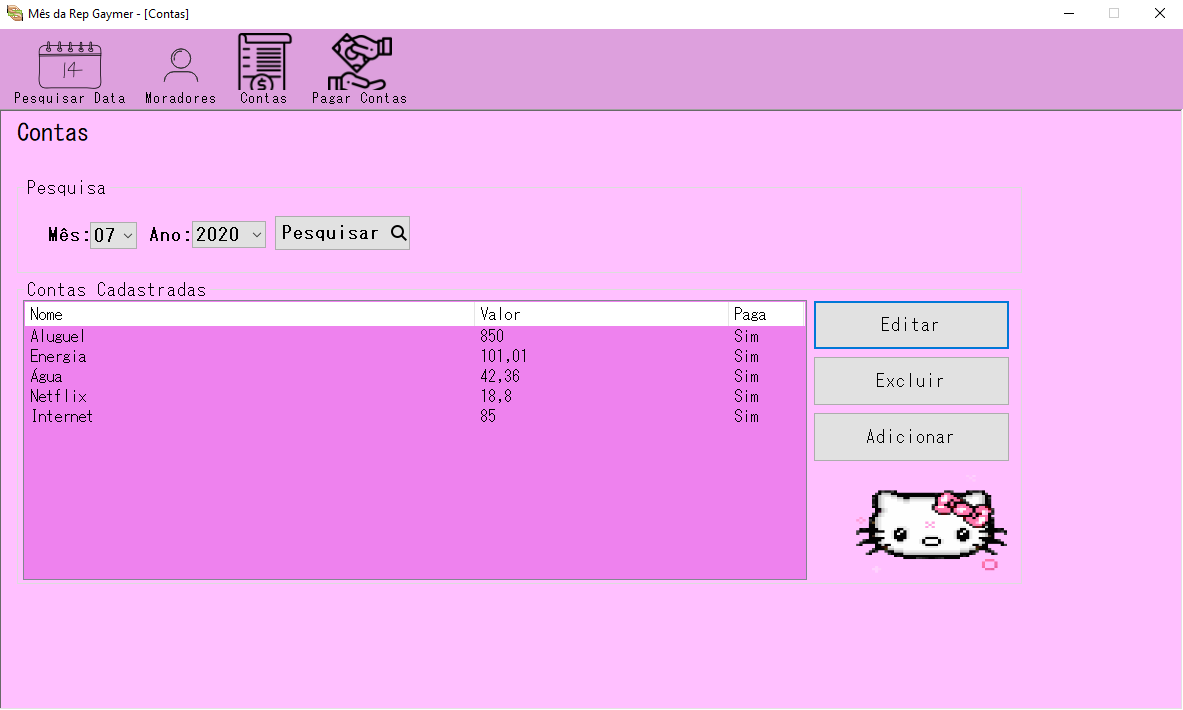 Mês da Rep Gaymer - [Contas]
14
Pesquisar Data Moradores Contas Pagar Contas
Contas
Pesquisa
Mês: 07 Ano: 2020 Pesquisar
Contas Cadastradas
Nome Valor Paga
Aluguel 850 Sim
Energia 101,01 Sim
Água 42,36 Sim
Netflix 18,8 Sim
Internet 85 Sim
Editar
Excluir
Adicionar